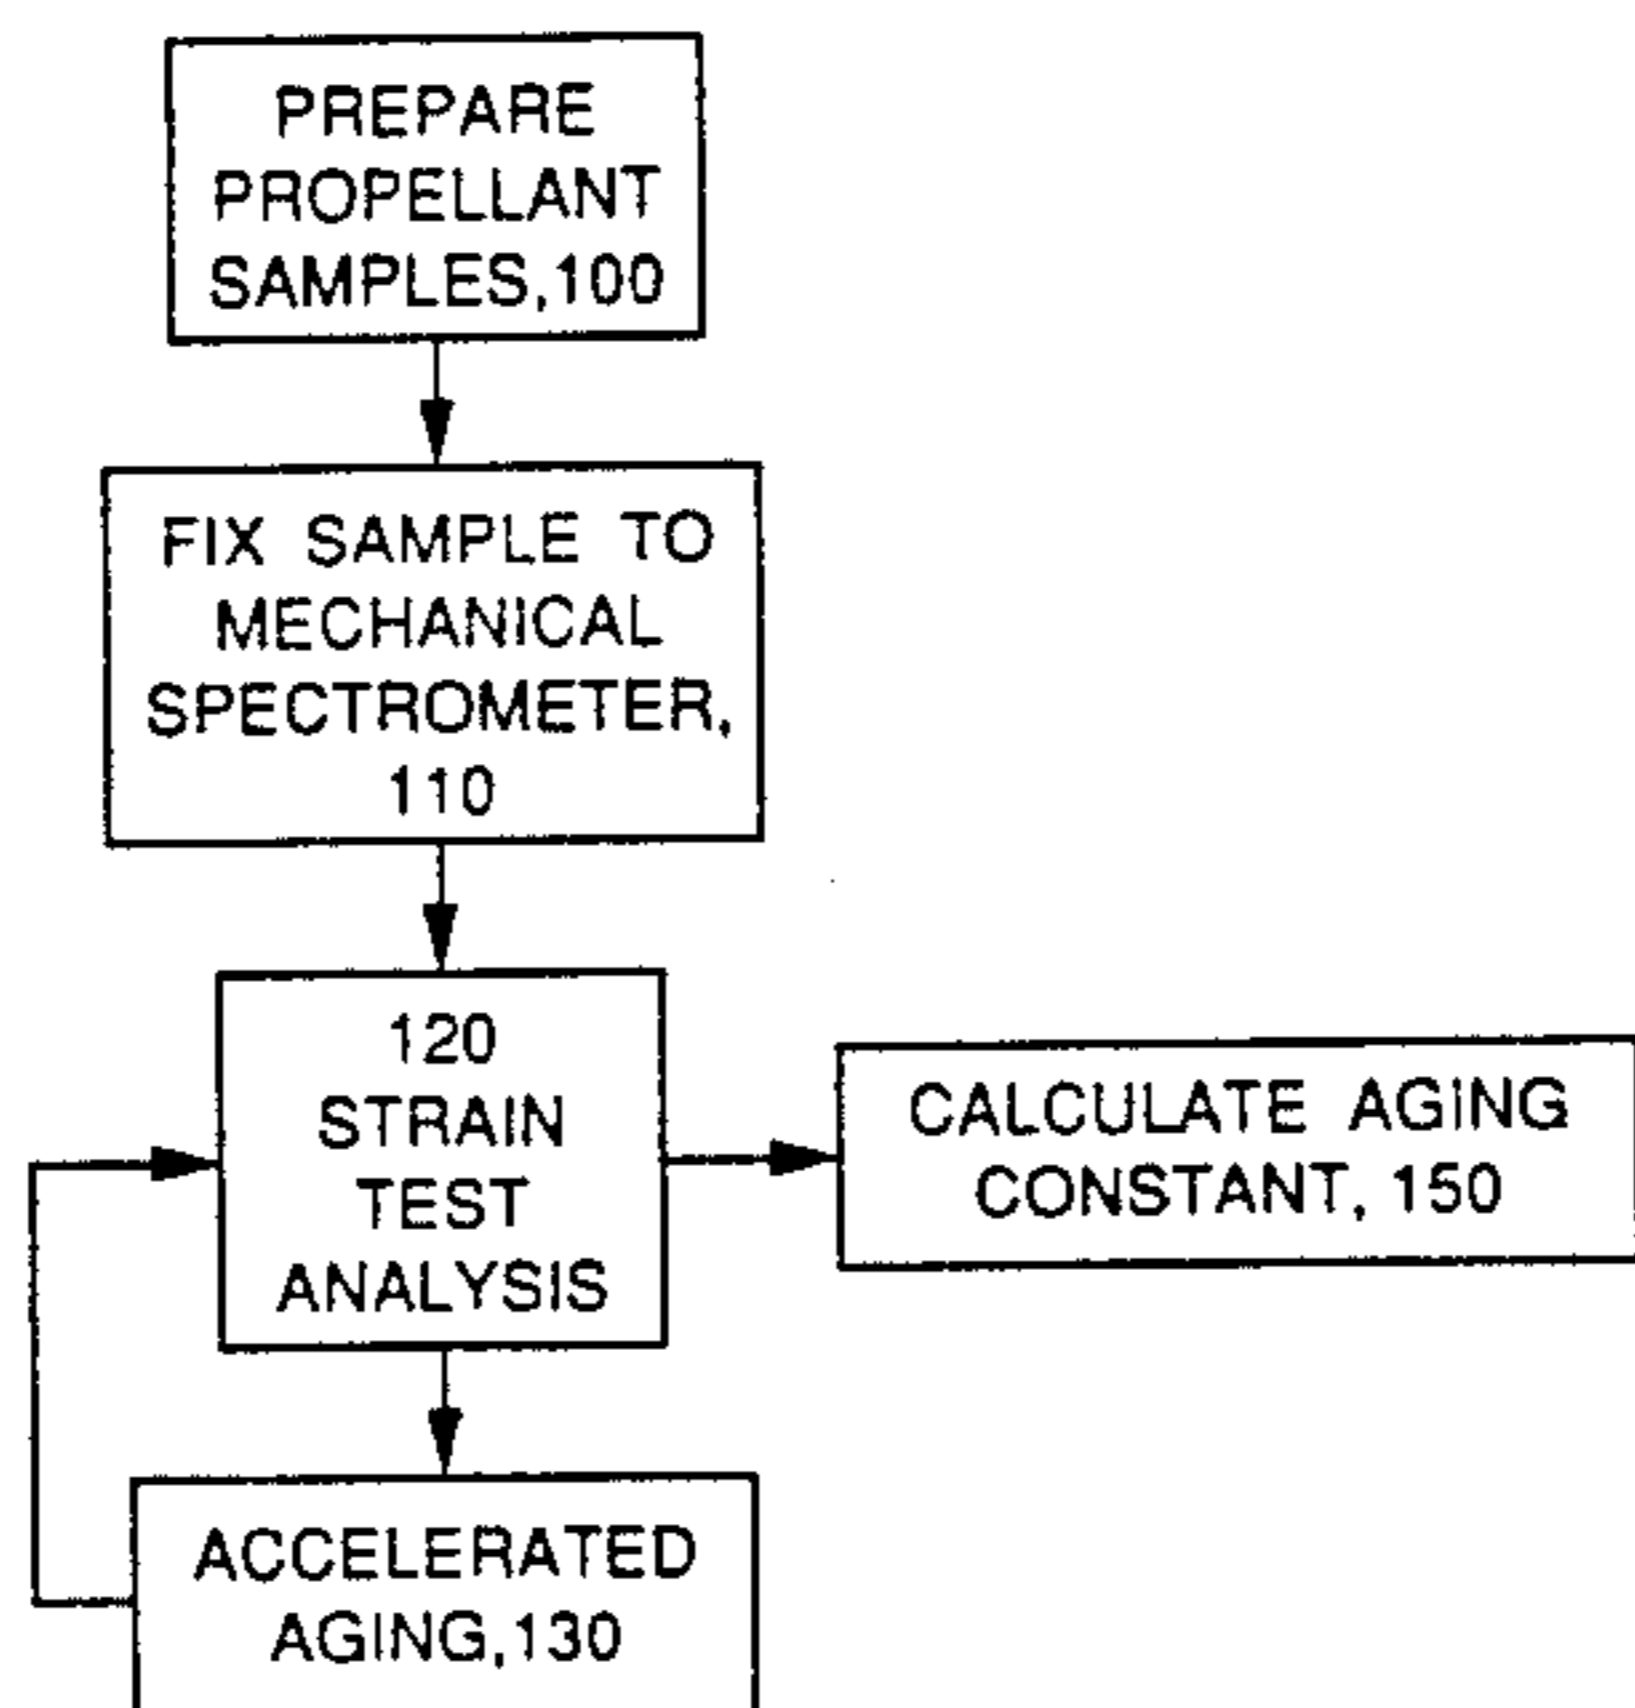 PREPARE
PROPELLANT
SAMPLES,100
FIX SAMPLE TO
MECHANICAL
SPECTROMETER,
110
120
STRAIN
TEST
ANALYSIS
CALCULATE AGING
CONSTANT, 150
ACCELERATED
AGING,130